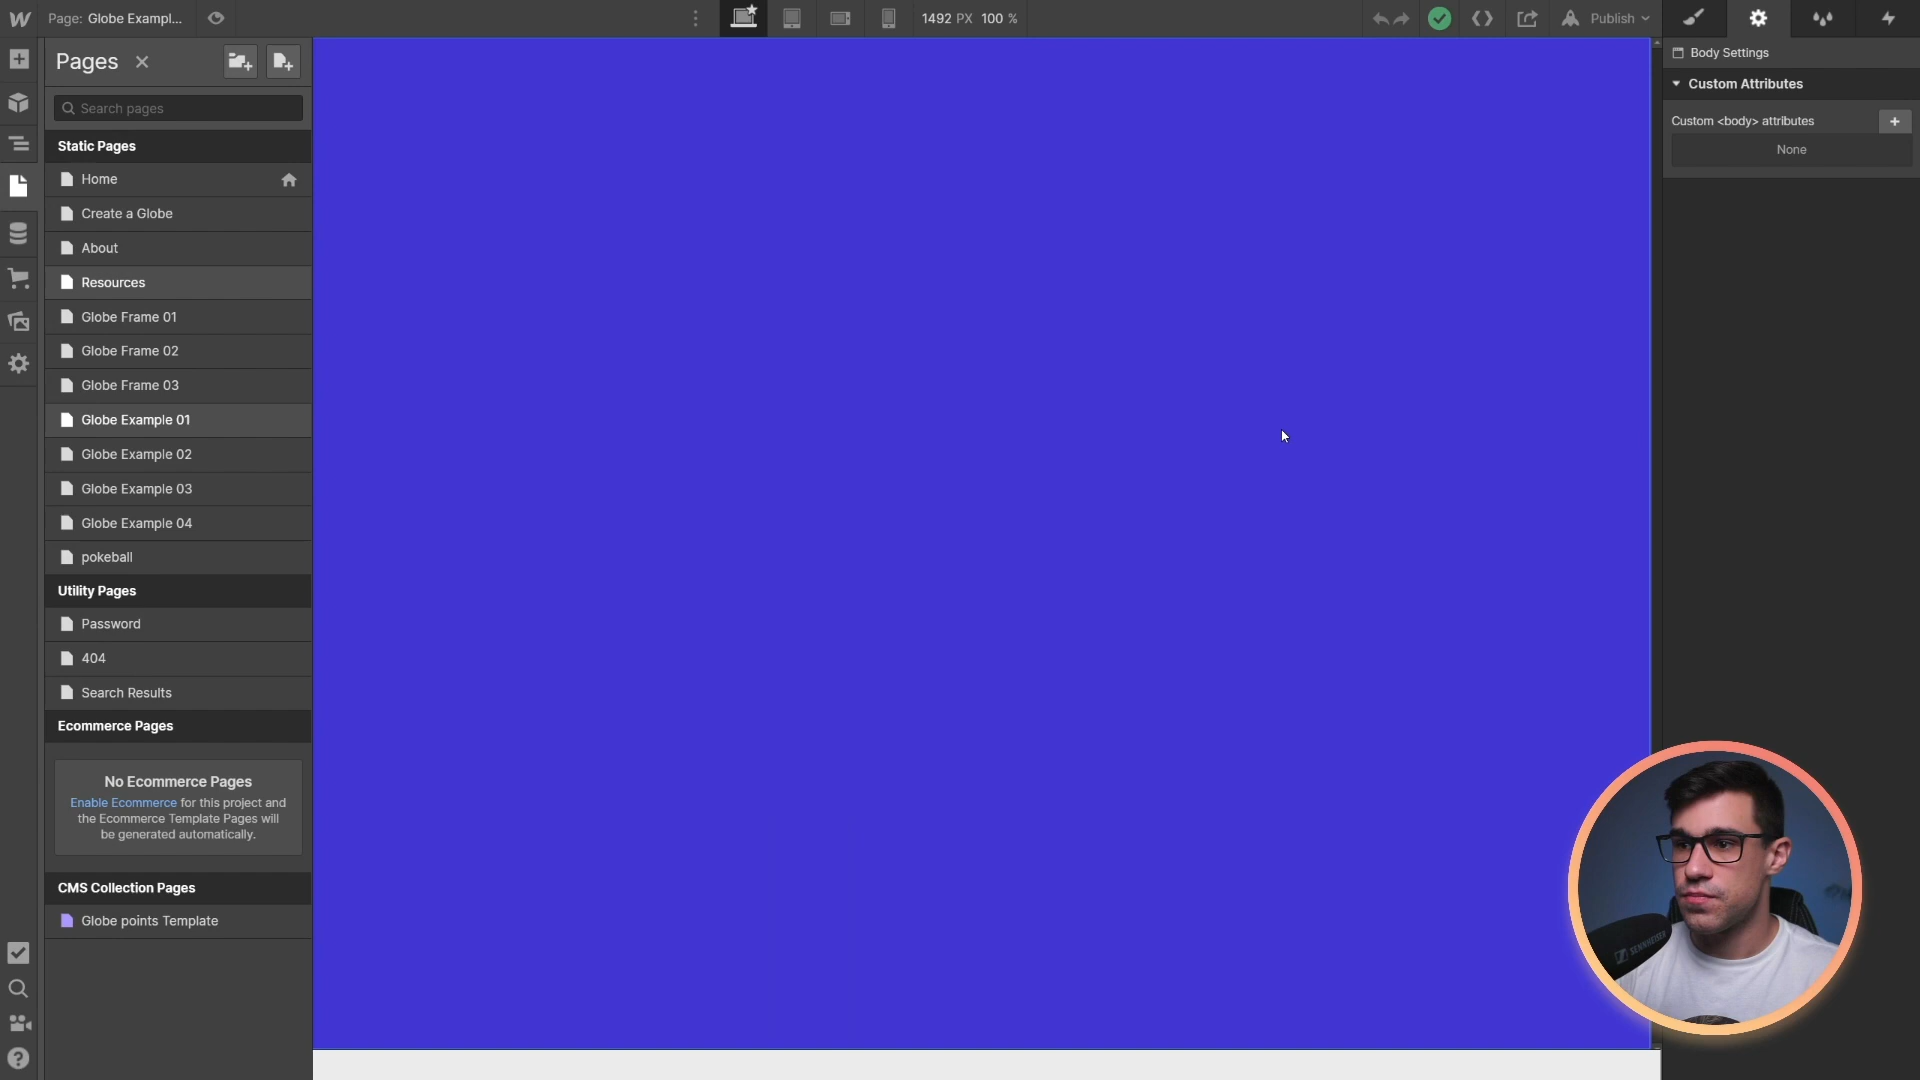 Page: Globe Exampl...
1492 PX 100 %
Publish
Pages
Search pages
Static Pages
Home
Create a Globe
About
Resources
Globe Frame 01
Globe Frame 02
Globe Frame 03
Globe Example 01
Globe Example 02
Globe Example 03
Globe Example 04
pokeball
Utility Pages
Password
404
Search Results
Ecommerce Pages
No Ecommerce Pages
Enable Ecommerce for this project and
the Ecommerce Template Pages will
be generated automatically.
CMS Collection Pages
Globe points Template
Body Settings
Custom Attributes
Custom <body> attributes
None
SENNHEISER